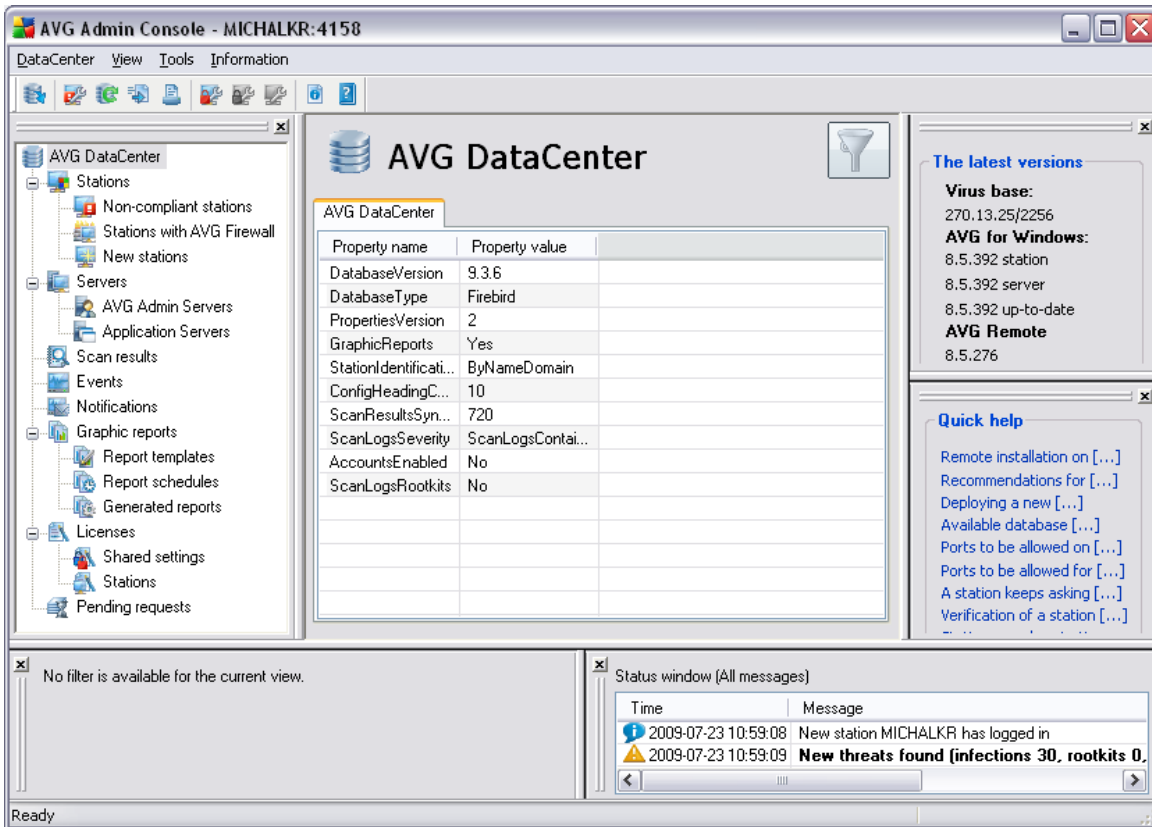 AVG Admin Console - MICHALKR:4158
DataCenter View Tools Information
AVG DataCenter
Stations
Non-compliant stations
Stations with AVG Firewall
New stations
Servers
AVG Admin Servers
Application Servers
Scan results
Events
Notifications
Graphic reports
Report templates
Report schedules
Generated reports
Licenses
Shared settings
Stations
Pending requests
AVG DataCenter
AVG DataCenter
Property name Property value
DatabaseVersion 9.3.6
DatabaseType Firebird
PropertiesVersion 2
GraphicReports Yes
StationIdentificati... ByNameDomain
ConfigHeadingC... 10
ScanResultsSyn... 720
ScanLogsSeverity ScanLogsContai...
AccountsEnabled No
ScanLogsRootkits No
The latest versions
Virus base:
270.13.25/2256
AVG for Windows:
8.5.392 station
8.5.392 server
8.5.392 up-to-date
AVG Remote
8.5.276
Quick help
Remote installation on [...]
Recommendations for [...]
Deploying a new [...]
Available database [...]
Ports to be allowed on [...]
Ports to be allowed for [...]
A station keeps asking [...]
Verification of a station [...]
No filter is available for the current view.
Status window (All messages)
Time Message
2009-07-23 10:59:08 New station MICHALKR has logged in
2009-07-23 10:59:09 New threats found (infections 30, rootkits 0,
Ready